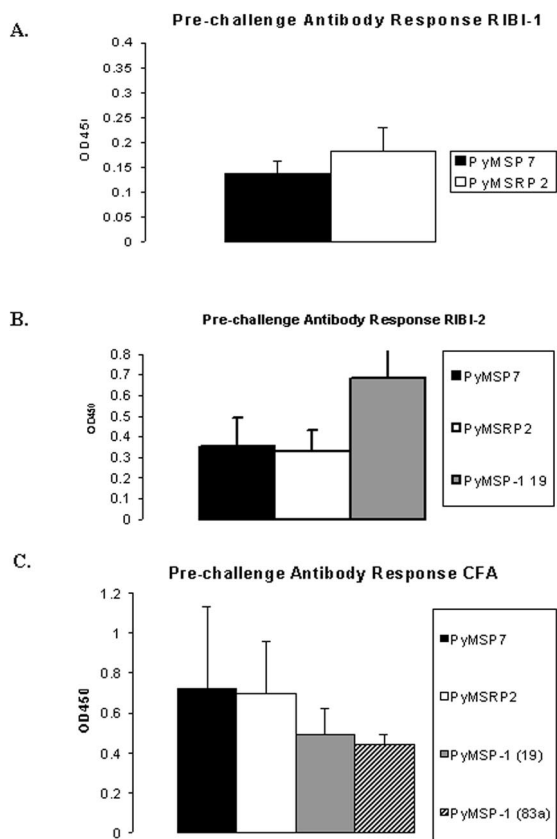 A.
Pre-challenge Antibody Response RIBI-1
0.4
0.35
0.3
0.25
0.2
0.15
0.1
0.05
0
OD45(
PyMSP7
PyMSRP2
B.
Pre-challenge Antibody Response RIBI-2
0.8
0.7
0.6
0.5
0.4
0.3
0.2
0.1
0
OD450
PyMSP7
PyMSRP2
PyMSP-1 19
C.
Pre-challenge Antibody Response CFA
1.2
1
0.8
0.6
0.4
0.2
0
OD450
PyMSP7
PyMSRP2
PyMSP-1 (19)
PyMSP-1 (83a)